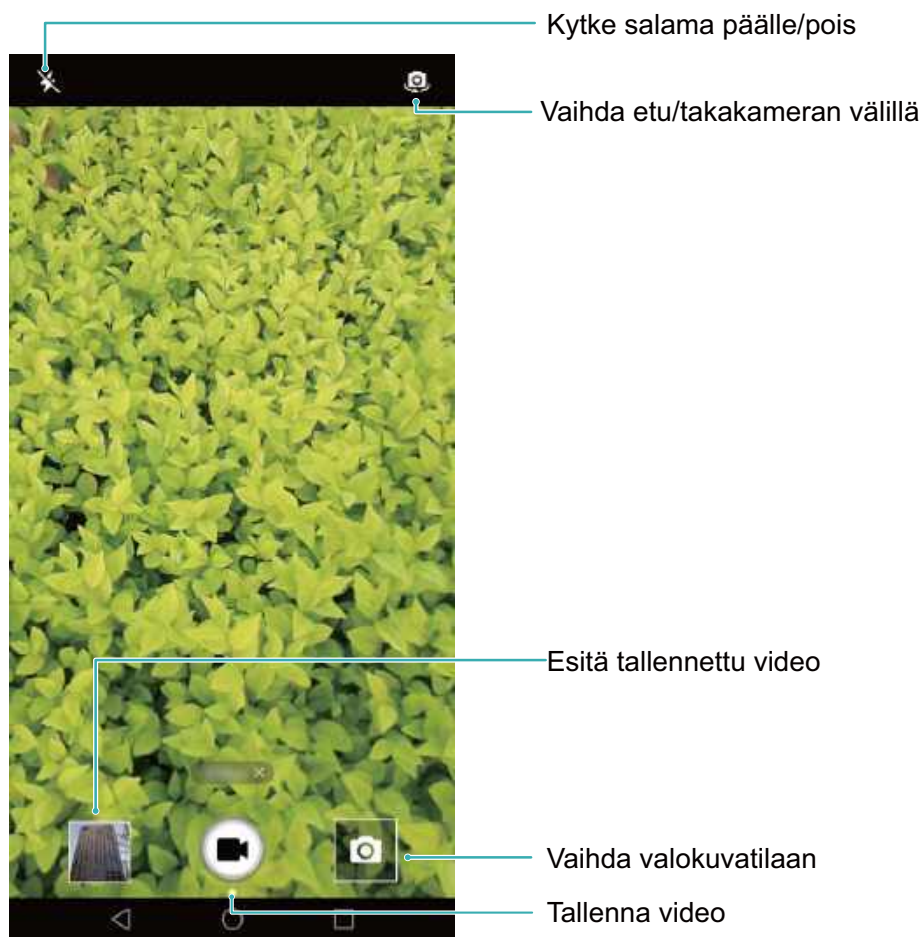 Kytke salama päälle/pois
Vaihda etu/takakameran välillä
Esitä tallennettu video
Vaihda valokuvatilaan
Tallenna video